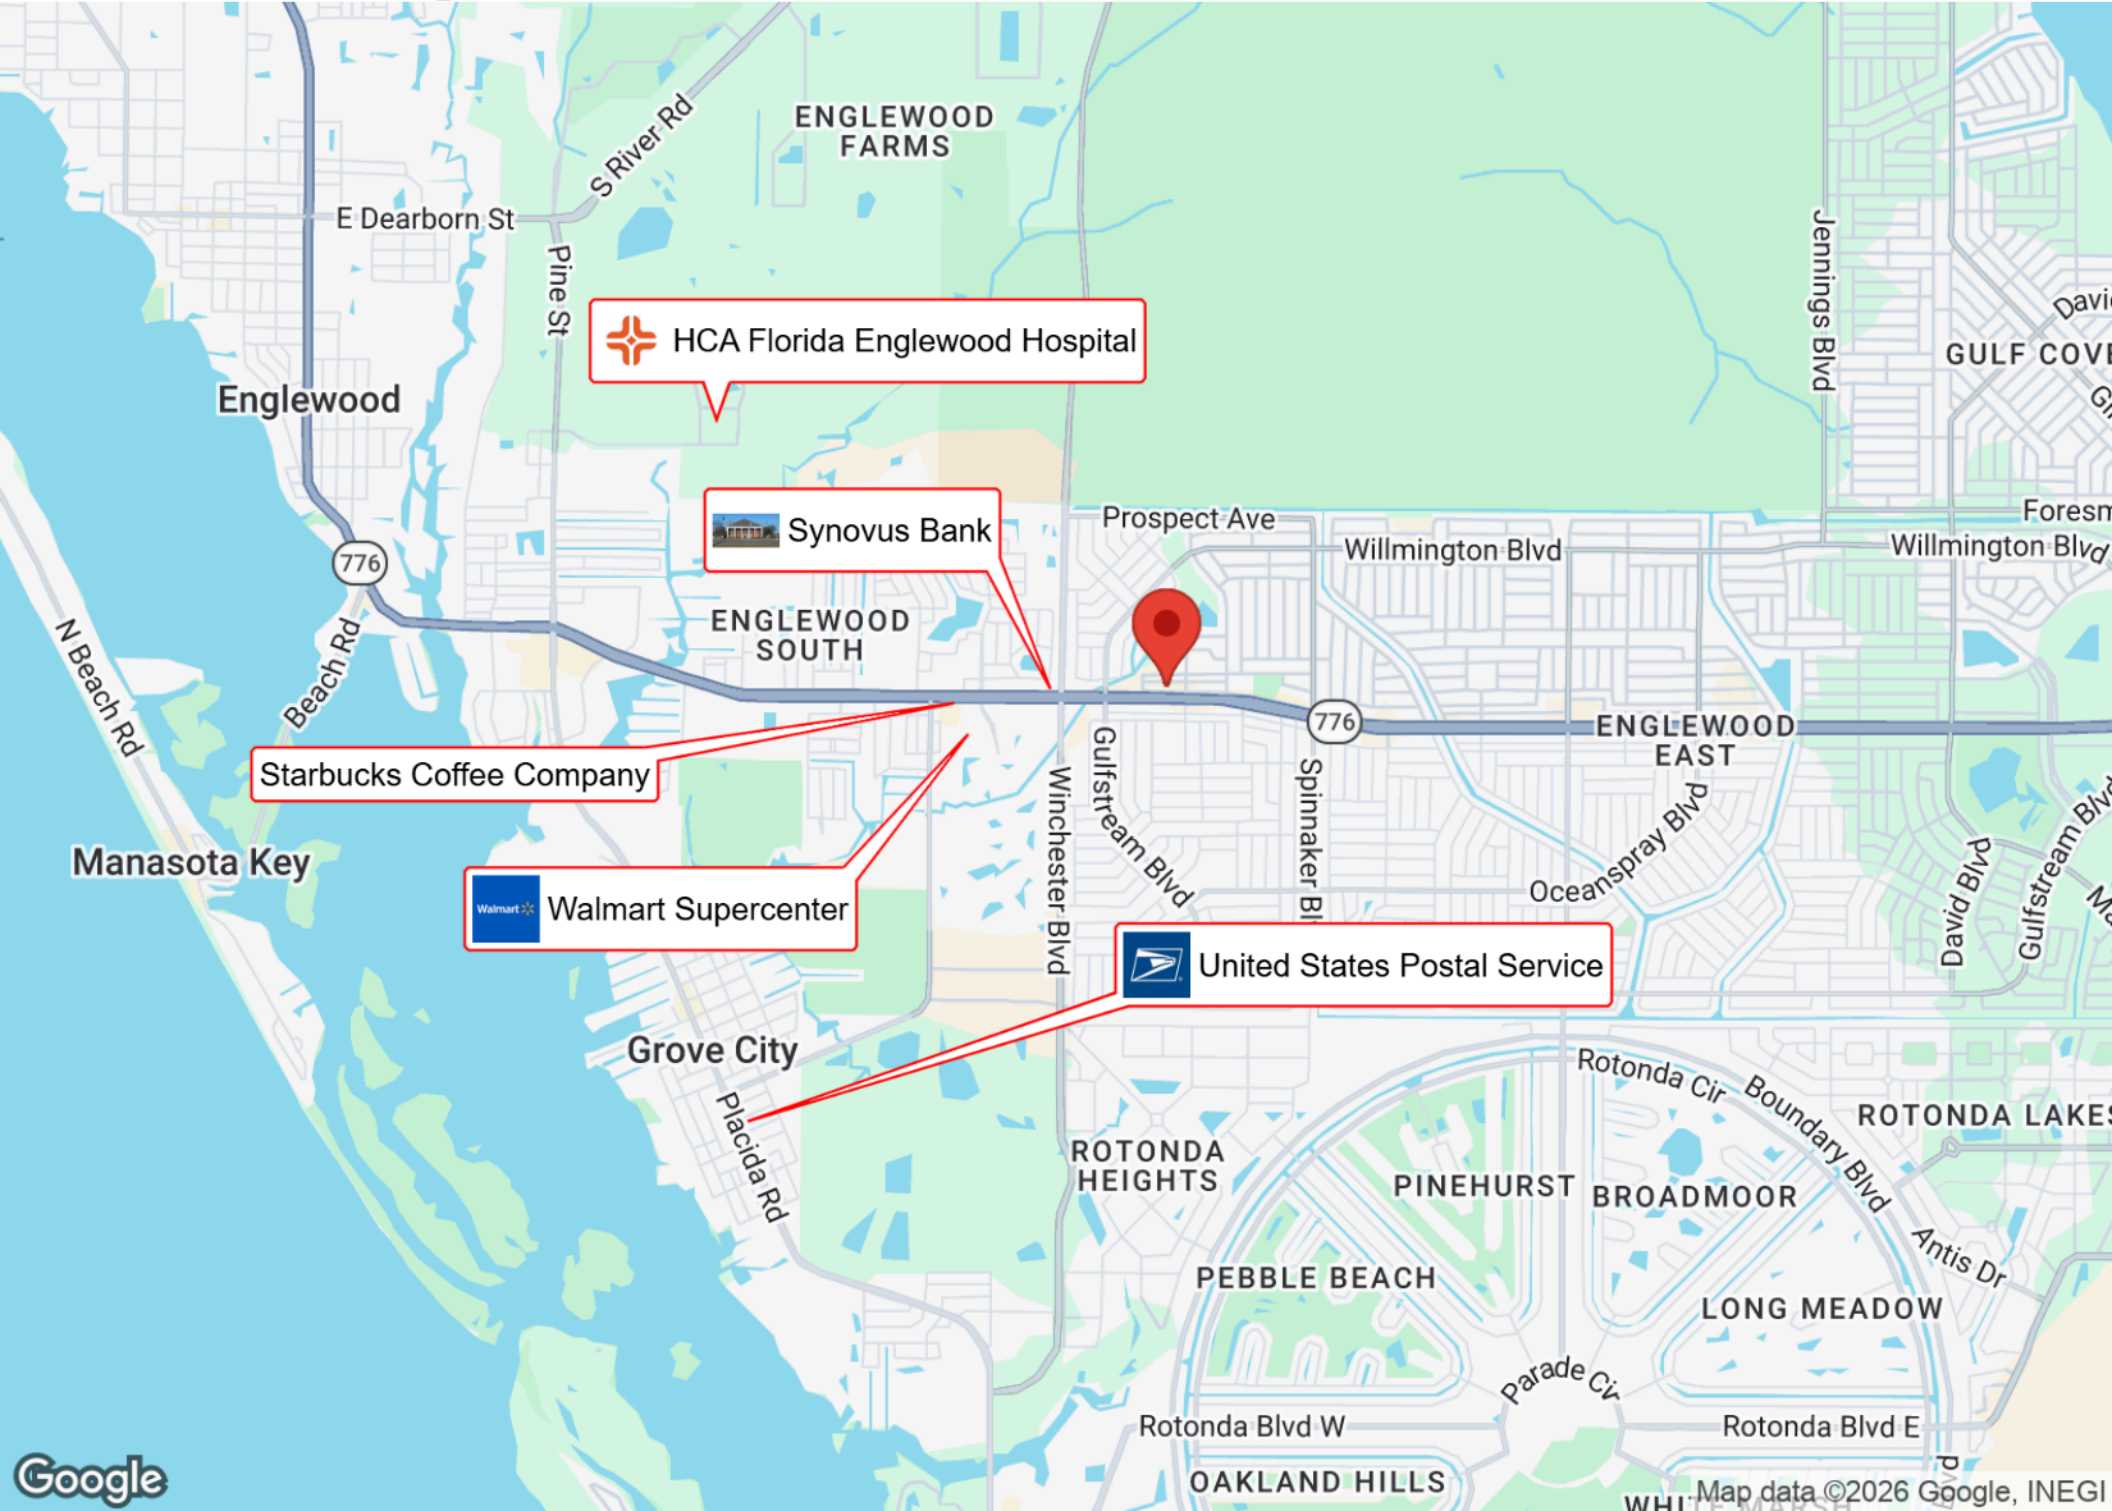 ENGLEWOOD
FARMS
S River Rd
E Dearborn St
Pine St
Jennings Blvd
GULF COVE
HCA Florida Englewood Hospital
Englewood
Synovus Bank
Prospect Ave
Willmington Blvd
Willmington Blvd
776
ENGLEWOOD
SOUTH
N Beach Rd
Beach Rd
776
ENGLEWOOD
EAST
Starbucks Coffee Company
Gulfstream Blvd
Winchester Blvd
Oceanspray Blvd
David Blvd
Gulfstream Blvd
Manasota Key
Walmart
Walmart Supercenter
United States Postal Service
Grove City
Placida Rd
Rotonda Cir
Boundary Blvd
ROTONDA LAKES
ROTONDA
HEIGHTS
PINEHURST
BROADMOOR
Antis Dr
PEBBLE BEACH
LONG MEADOW
Parade Cir
Rotonda Blvd W
Rotonda Blvd E
OAKLAND HILLS
Google
Map data ©2026 Google, INEGI